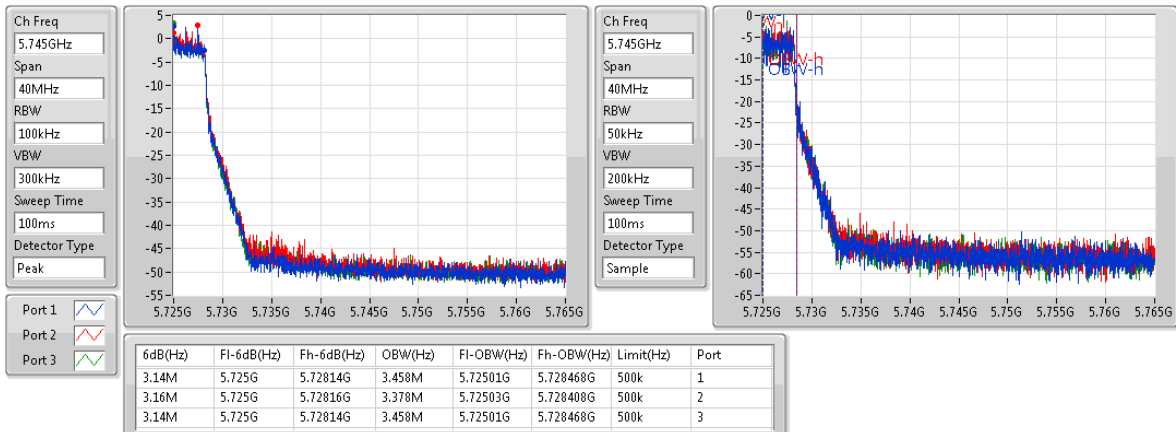 Ch Freq
5.745GHz
Span
40MHz
RBW
100kHz
VBW
300kHz
Sweep Time
100ms
Detector Type
Peak
5
0
-5
-10
-15
-20
-25
-30
-35
-40
-45
-50
-55
5.725G 5.73G 5.735G 5.74G 5.745G 5.75G 5.755G 5.76G 5.765G
Ch Freq
5.745GHz
Span
40MHz
RBW
50kHz
VBW
200kHz
Sweep Time
100ms
Detector Type
Sample
0
-5
-10
-15
-20
-25
-30
-35
-40
-45
-50
-55
-60
-65
OBW-h
5.725G 5.73G 5.735G 5.74G 5.745G 5.75G 5.755G 5.76G 5.765G
Port 1
Port 2
Port 3
6dB(Hz) Fl-6dB(Hz) Fh-6dB(Hz) OBW(Hz) Fl-OBW(Hz) Fh-OBW(Hz) Limit(Hz) Port
3.14M 5.725G 5.72814G 3.458M 5.72501G 5.728468G 500k 1
3.16M 5.725G 5.72816G 3.378M 5.72503G 5.728408G 500k 2
3.14M 5.725G 5.72814G 3.458M 5.72501G 5.728468G 500k 3